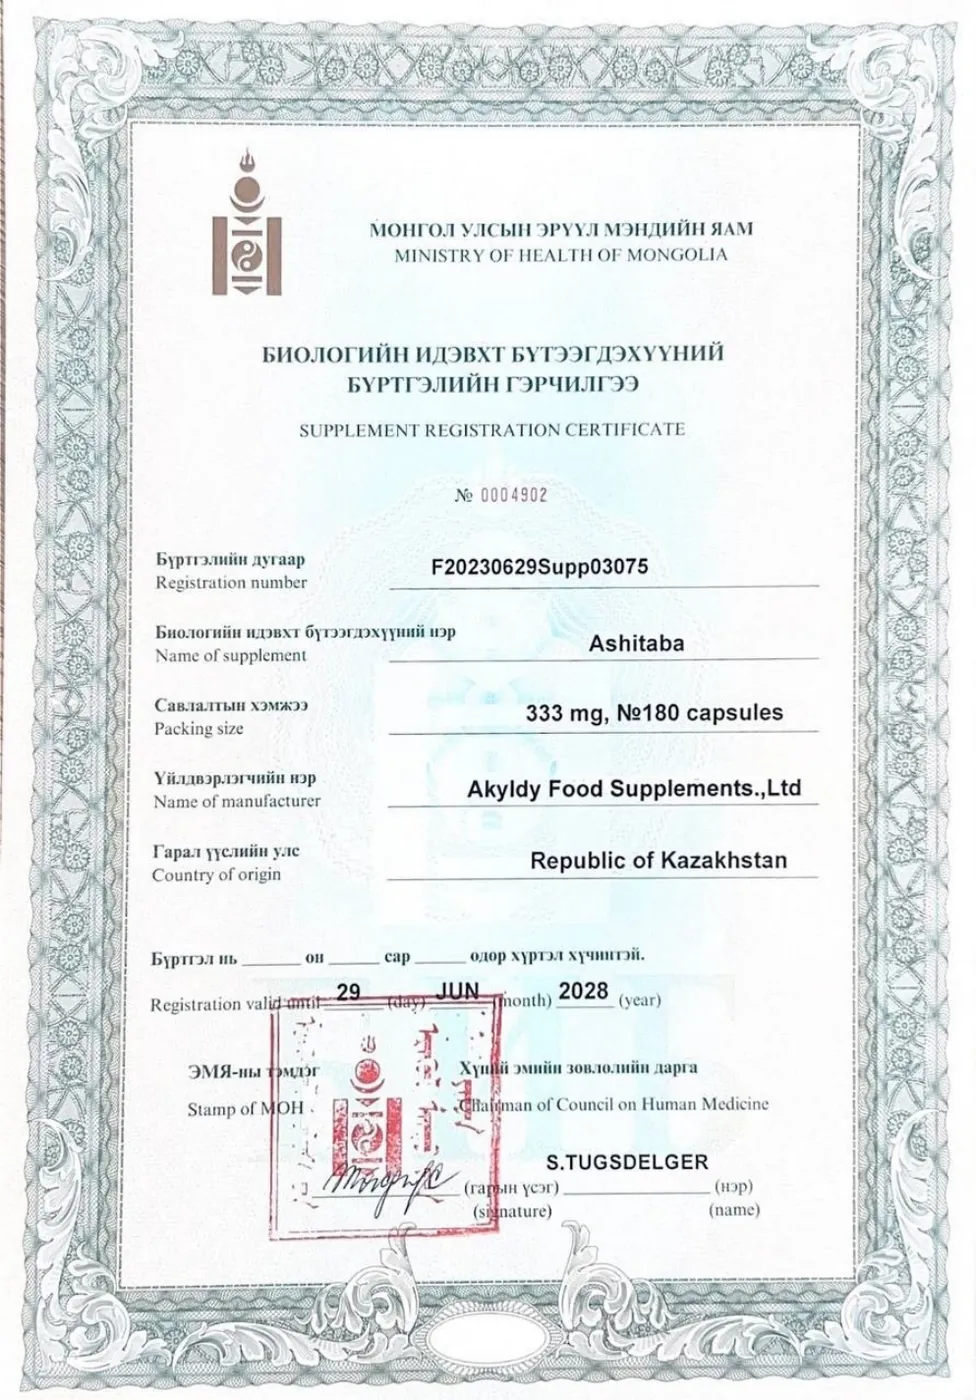 МОНГОЛ УЛСЫН ЭРҮҮЛ МЭНДИЙН ЯАМ
MINISTRY OF HEALTH OF MONGOLIA
БИОЛОГИЙН ИДЭВХТ БҮТЭЭГДЭХҮҮНИЙ
БҮРТГЭЛИЙН ГЭРЧИЛГЭЭ
SUPPLEMENT REGISTRATION CERTIFICATE
№ 0004902
Бүртгэлийн дугаар
Registration number
F20230629Supp03075
Биологийн идэвхт бүтээгдэхүүний нэр
Name of supplement
Ashitaba
Савлалтын хэмжээ
Packing size
333 mg, №180 capsules
Үйлдвэрлэгчийн нэр
Name of manufacturer
Akyldy Food Supplements.,Ltd
Гарал үүслийн улс
Country of origin
Republic of Kazakhstan
Бүртгэл нь ______ он ______ сар ______ өдөр хүртэл хүчинтэй.
Registration valid until 29 (day) JUN (month) 2028 (year)
ЭМЯ-ны тэмдэг
Хүний эмийн зөвлөлийн дарга
Stamp of MOH
Chairman of Council on Human Medicine
S.TUGSDELGER
(гарын үсэг) ______ (нэр)
(signature) (name)